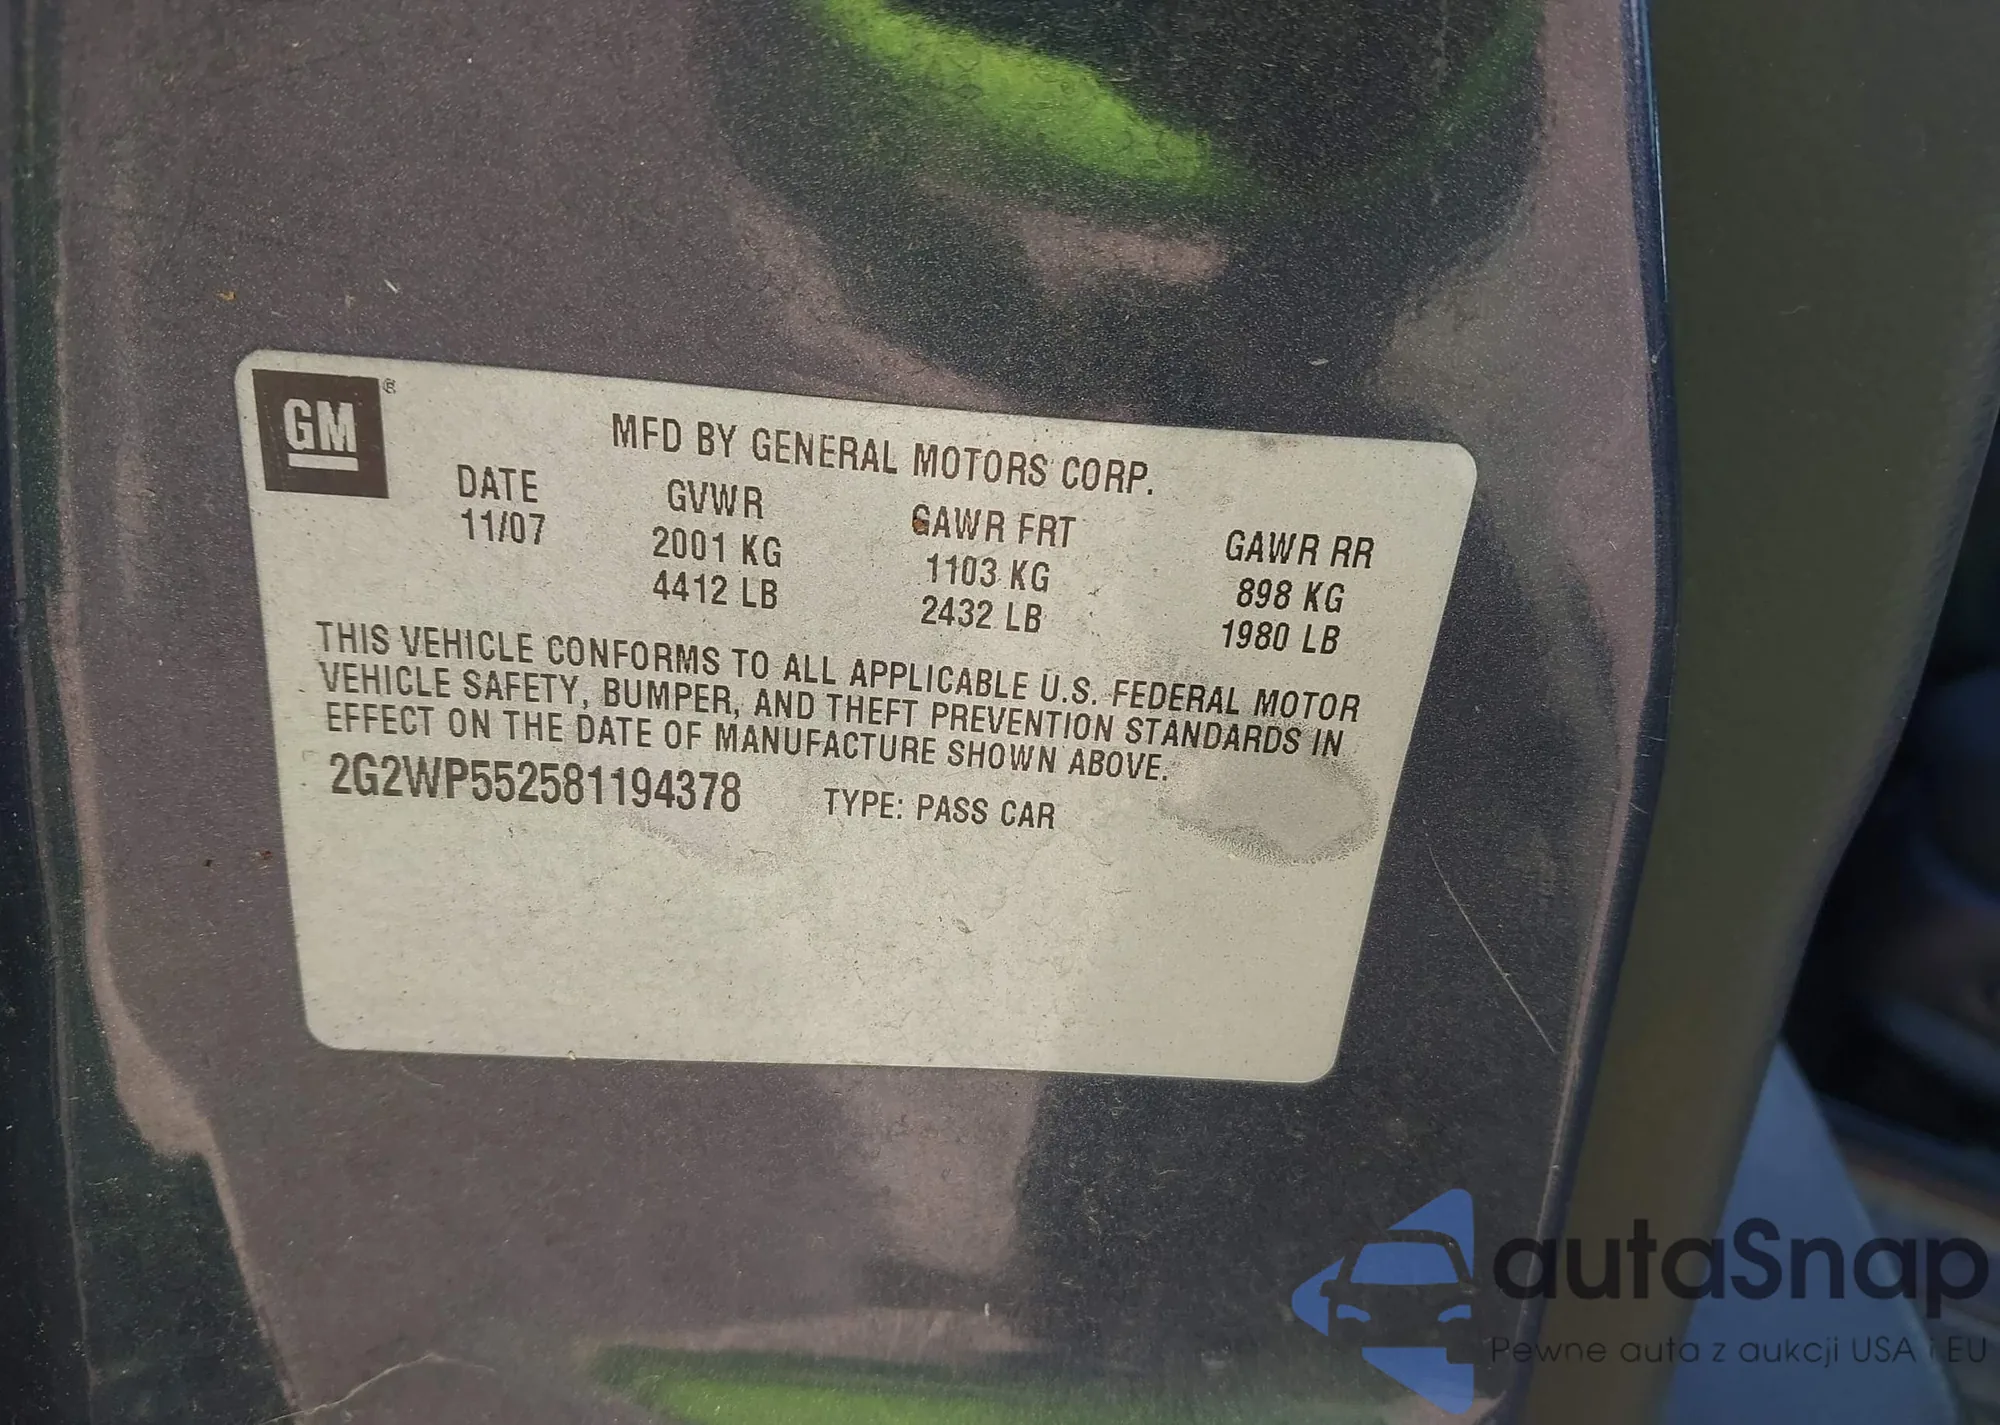 GM ®
MFD BY GENERAL MOTORS CORP.
DATE GVWR GAWR FRT GAWR RR
11/07 2001 KG 1103 KG 898 KG
4412 LB 2432 LB 1980 LB
THIS VEHICLE CONFORMS TO ALL APPLICABLE U.S. FEDERAL MOTOR
VEHICLE SAFETY, BUMPER, AND THEFT PREVENTION STANDARDS IN
EFFECT ON THE DATE OF MANUFACTURE SHOWN ABOVE.
2G2WP552581194378 TYPE: PASS CAR
autaSnap
Pewne auta z aukcji USA i EU